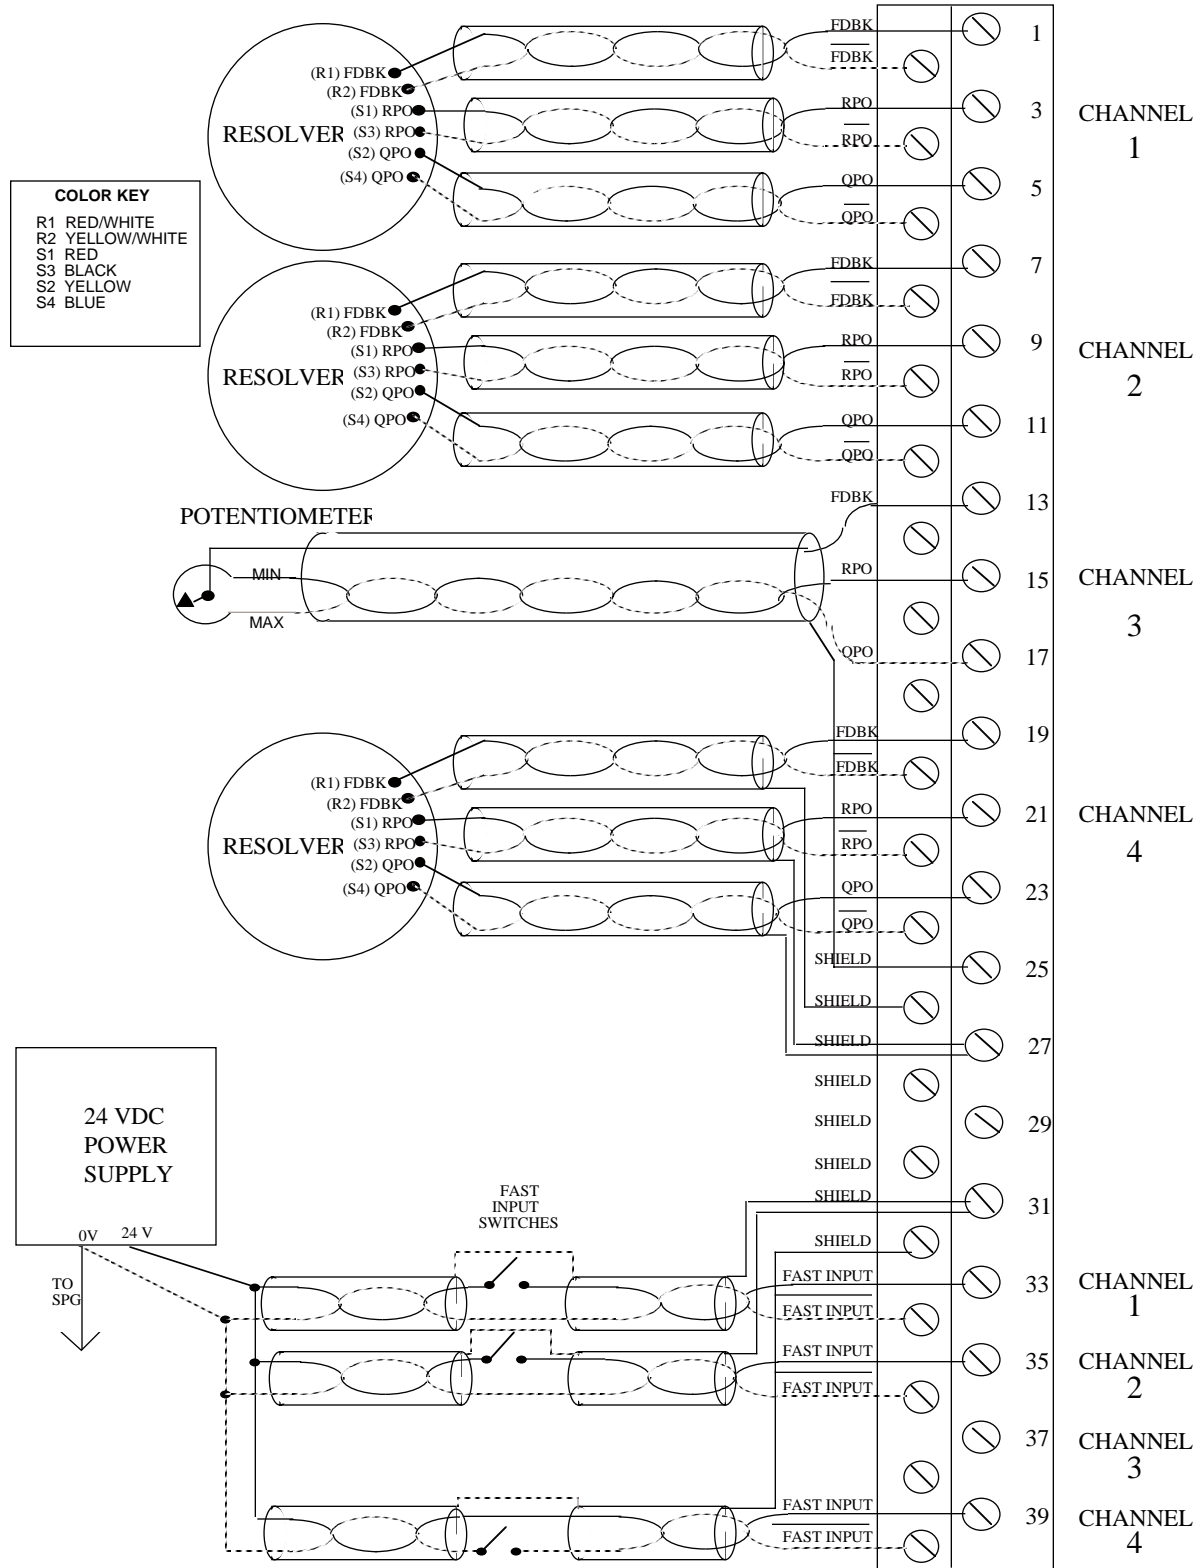 FDBK
1
FDBK
(R1) FDBK
(R2) FDBK
(S1) RPO
RPO
3
CHANNEL
1
RESOLVER
(S3) RPO
RPO
(S2) QPO
(S4) QPO
QPO
5
QPO
COLOR KEY
R1 RED/WHITE
R2 YELLOW/WHITE
S1 RED
S3 BLACK
S2 YELLOW
S4 BLUE
FDBK
7
FDBK
(R1) FDBK
(R2) FDBK
(S1) RPO
RPO
9
CHANNEL
2
RESOLVER
(S3) RPO
RPO
(S2) QPO
(S4) QPO
QPO
11
QPO
FDBK
13
POTENTIOMETER
MIN
MAX
RPO
15
CHANNEL
3
QPO
17
FDBK
19
FDBK
(R1) FDBK
(R2) FDBK
(S1) RPO
RPO
21
CHANNEL
4
RESOLVER
(S3) RPO
RPO
(S2) QPO
(S4) QPO
QPO
23
QPO
SHIELD
25
SHIELD
SHIELD
27
SHIELD
SHIELD
29
SHIELD
SHIELD
31
SHIELD
24 VDC
POWER
SUPPLY
0V
24 V
TO
SPG
FAST
INPUT
SWITCHES
FAST INPUT
33
CHANNEL
1
FAST INPUT
FAST INPUT
35
CHANNEL
2
FAST INPUT
37
CHANNEL
3
FAST INPUT
39
CHANNEL
4
FAST INPUT